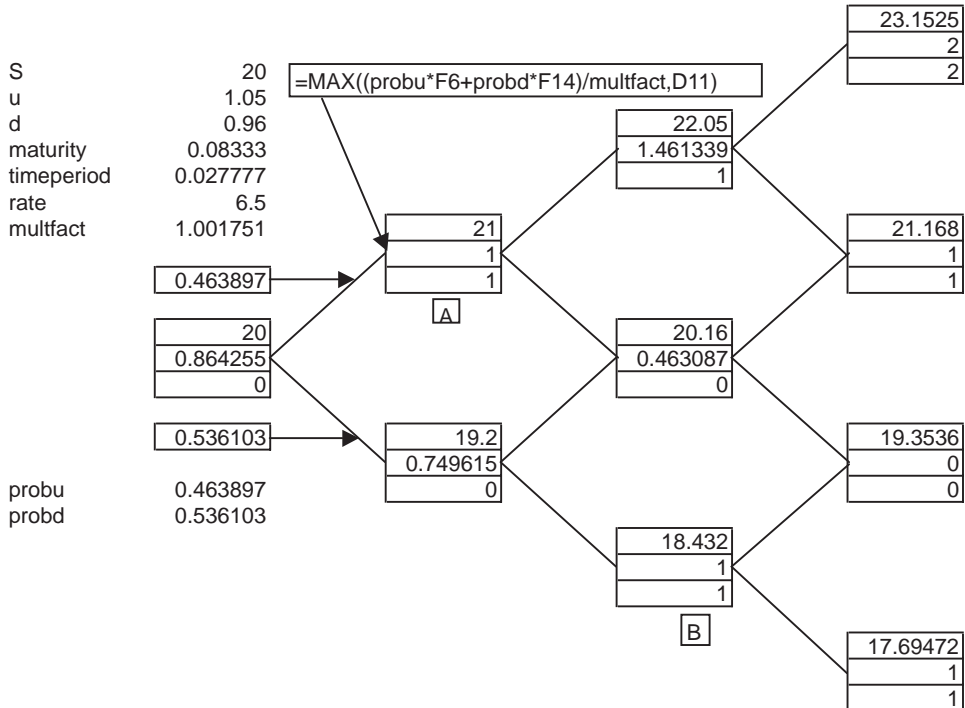 23.1525
2
2
S 20
u 1.05
d 0.96
maturity 0.08333
timeperiod 0.027777
rate 6.5
multfact 1.001751
=MAX((probu*F6+probd*F14)/multfact,D11)
22.05
1.461339
1
21
1
1
A
21.168
1
1
0.463897
20
0.864255
0
20.16
0.463087
0
0.536103
19.2
0.749615
0
19.3536
0
0
probu 0.463897
probd 0.536103
18.432
1
1
B
17.69472
1
1